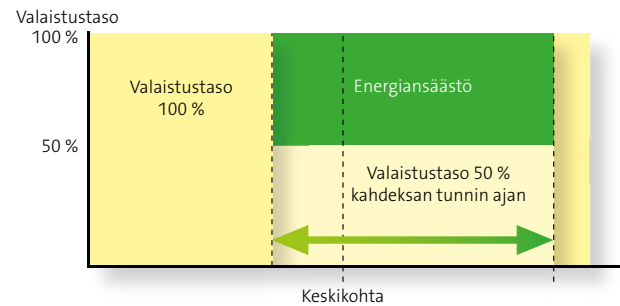 Valaistustaso
100 %
Valaistustaso
100 %
Energiansäästö
50 %
Valaistustaso 50 %
kahdeksan tunnin ajan
Keskikohta